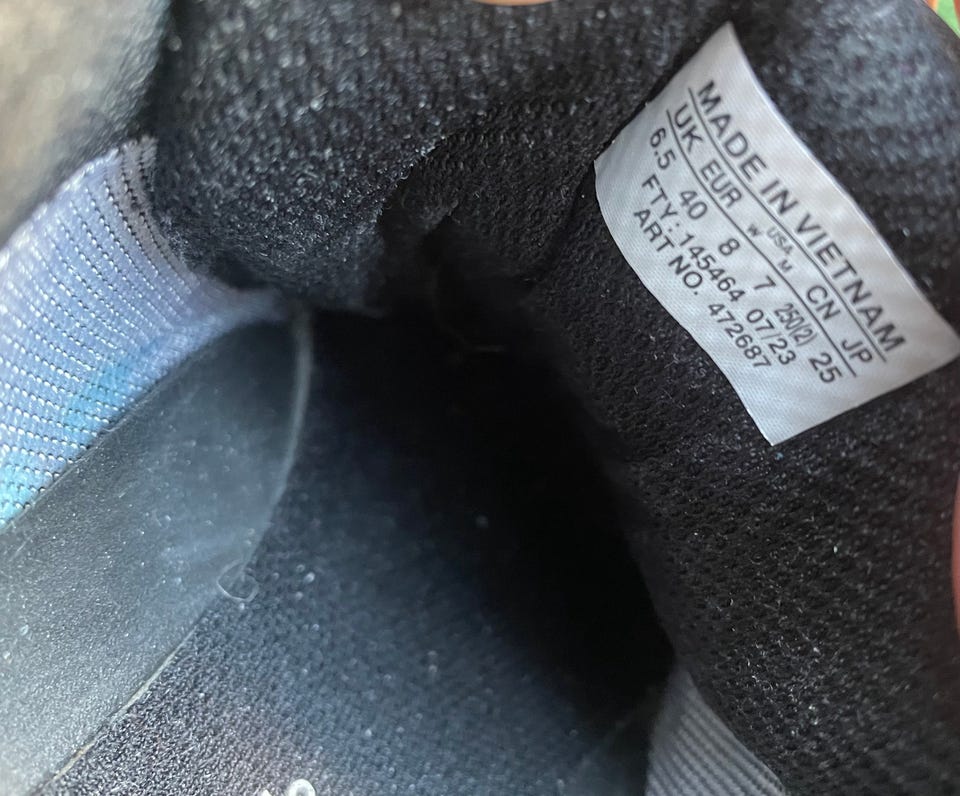 MADE IN VIETNAM
UK EUR USA CN JP
W M
6.5 40 8 7 250(2) 25
FTY: 145464 07/23
ART NO. 472687